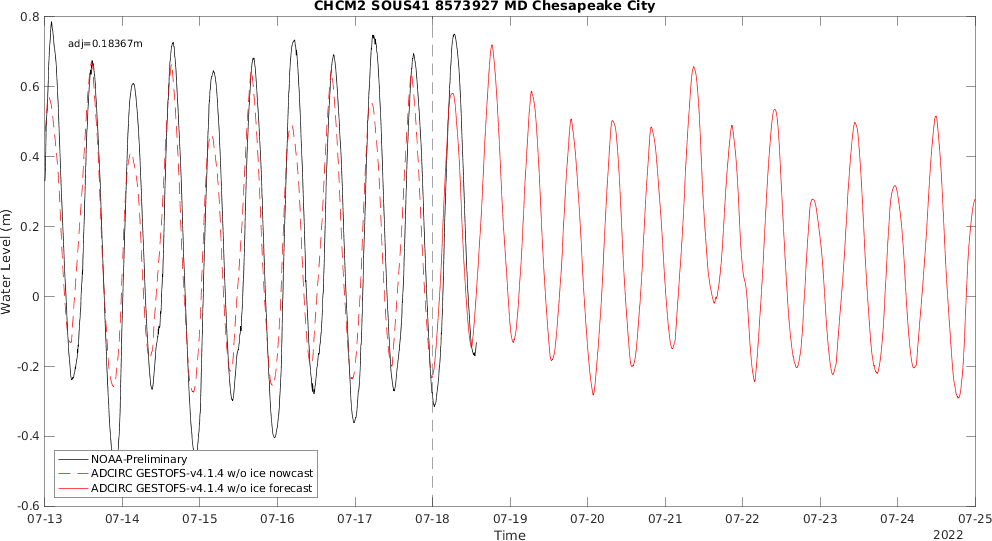 CHCM2 SOUS41 8573927 MD Chesapeake City
adj=0.18367m
0.8
0.6
0.4
0.2
0
-0.2
-0.4
-0.6
Water Level (m)
NOAA-Preliminary
ADCIRC GESTOFS-v4.1.4 w/o ice nowcast
ADCIRC GESTOFS-v4.1.4 w/o ice forecast
07-13 07-14 07-15 07-16 07-17 07-18 07-19 07-20 07-21 07-22 07-23 07-24 07-25
Time
2022